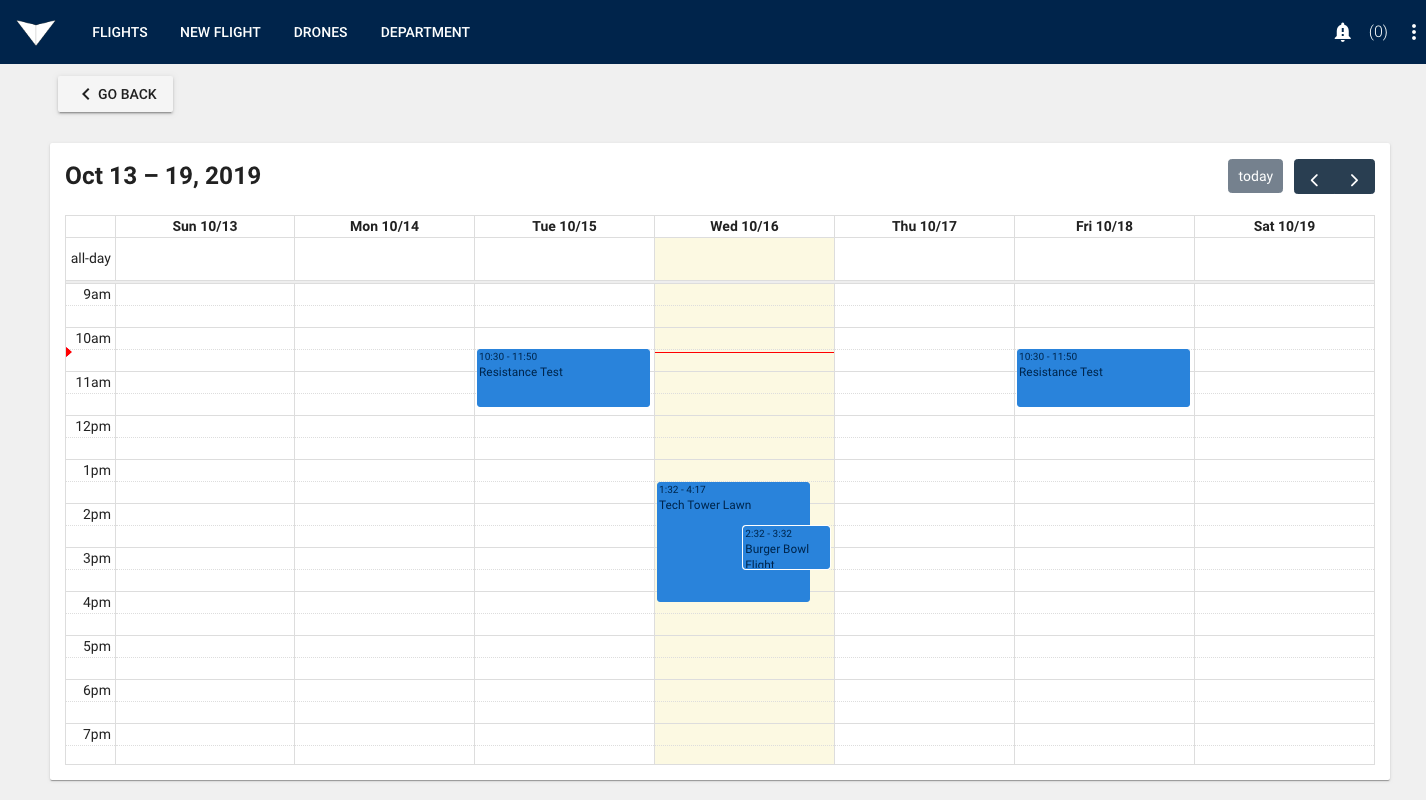 FLIGHTS NEW FLIGHT DRONES DEPARTMENT (0)
GO BACK
Oct 13 – 19, 2019
today
Sun 10/13 Mon 10/14 Tue 10/15 Wed 10/16 Thu 10/17 Fri 10/18 Sat 10/19
all-day
9am
10am
10:30 - 11:50
Resistance Test
10:30 - 11:50
Resistance Test
11am
12pm
1pm
1:32 - 4:17
Tech Tower Lawn
2pm
2:32 - 3:32
Burger Bowl
Flight
3pm
4pm
5pm
6pm
7pm